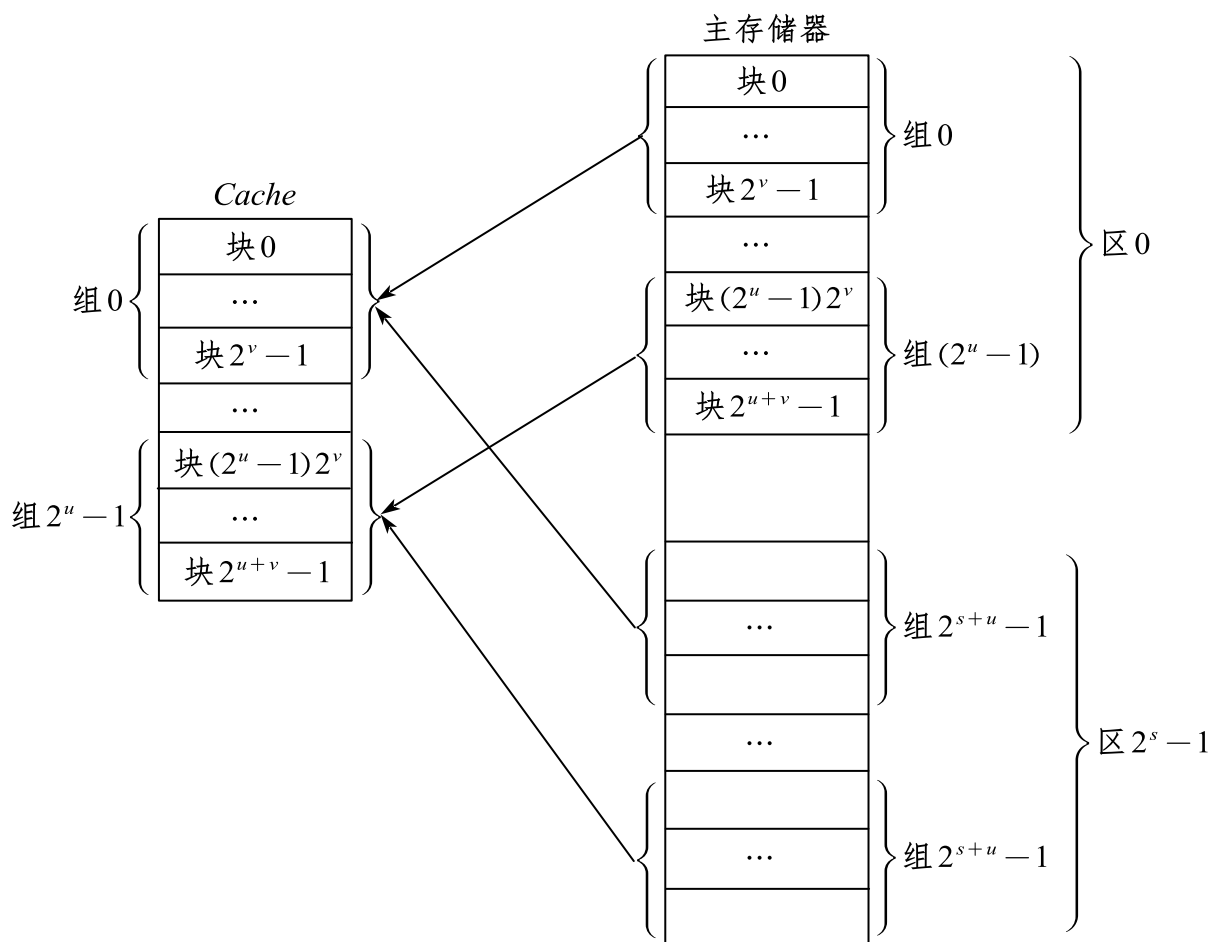 主存储器
块0
…
组0
块2^v−1
…
区0
块(2^u−1)2^v
…
组(2^u−1)
块2^{u+v}−1
Cache
块0
组0
…
块2^v−1
…
块(2^u−1)2^v
组2^u−1
…
块2^{u+v}−1
…
组2^{s+u}−1
…
区2^s−1
…
组2^{s+u}−1